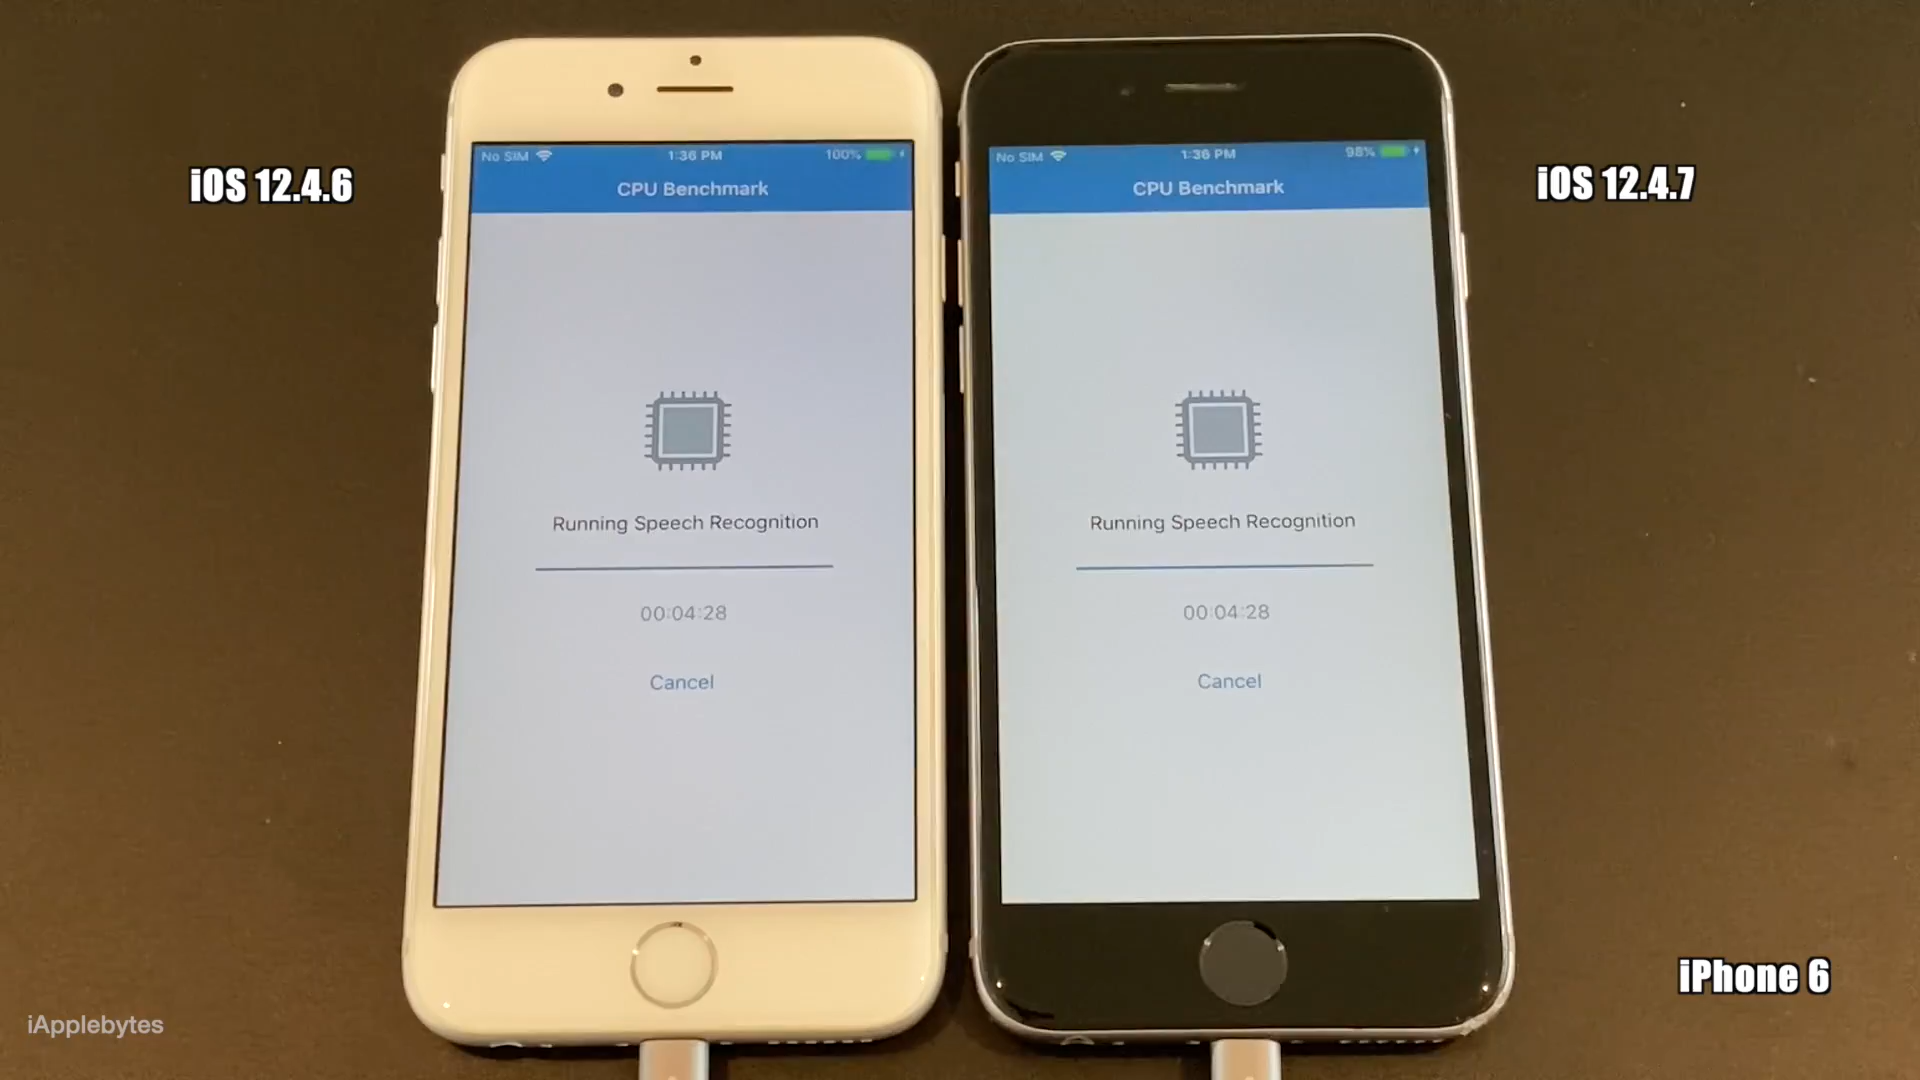 No SIM 1:36 PM 100%
CPU Benchmark
iOS 12.4.6
Running Speech Recognition
00:04:28
Cancel
No SIM 1:36 PM 98%
CPU Benchmark
iOS 12.4.7
Running Speech Recognition
00:04:28
Cancel
iPhone 6
iApplebytes